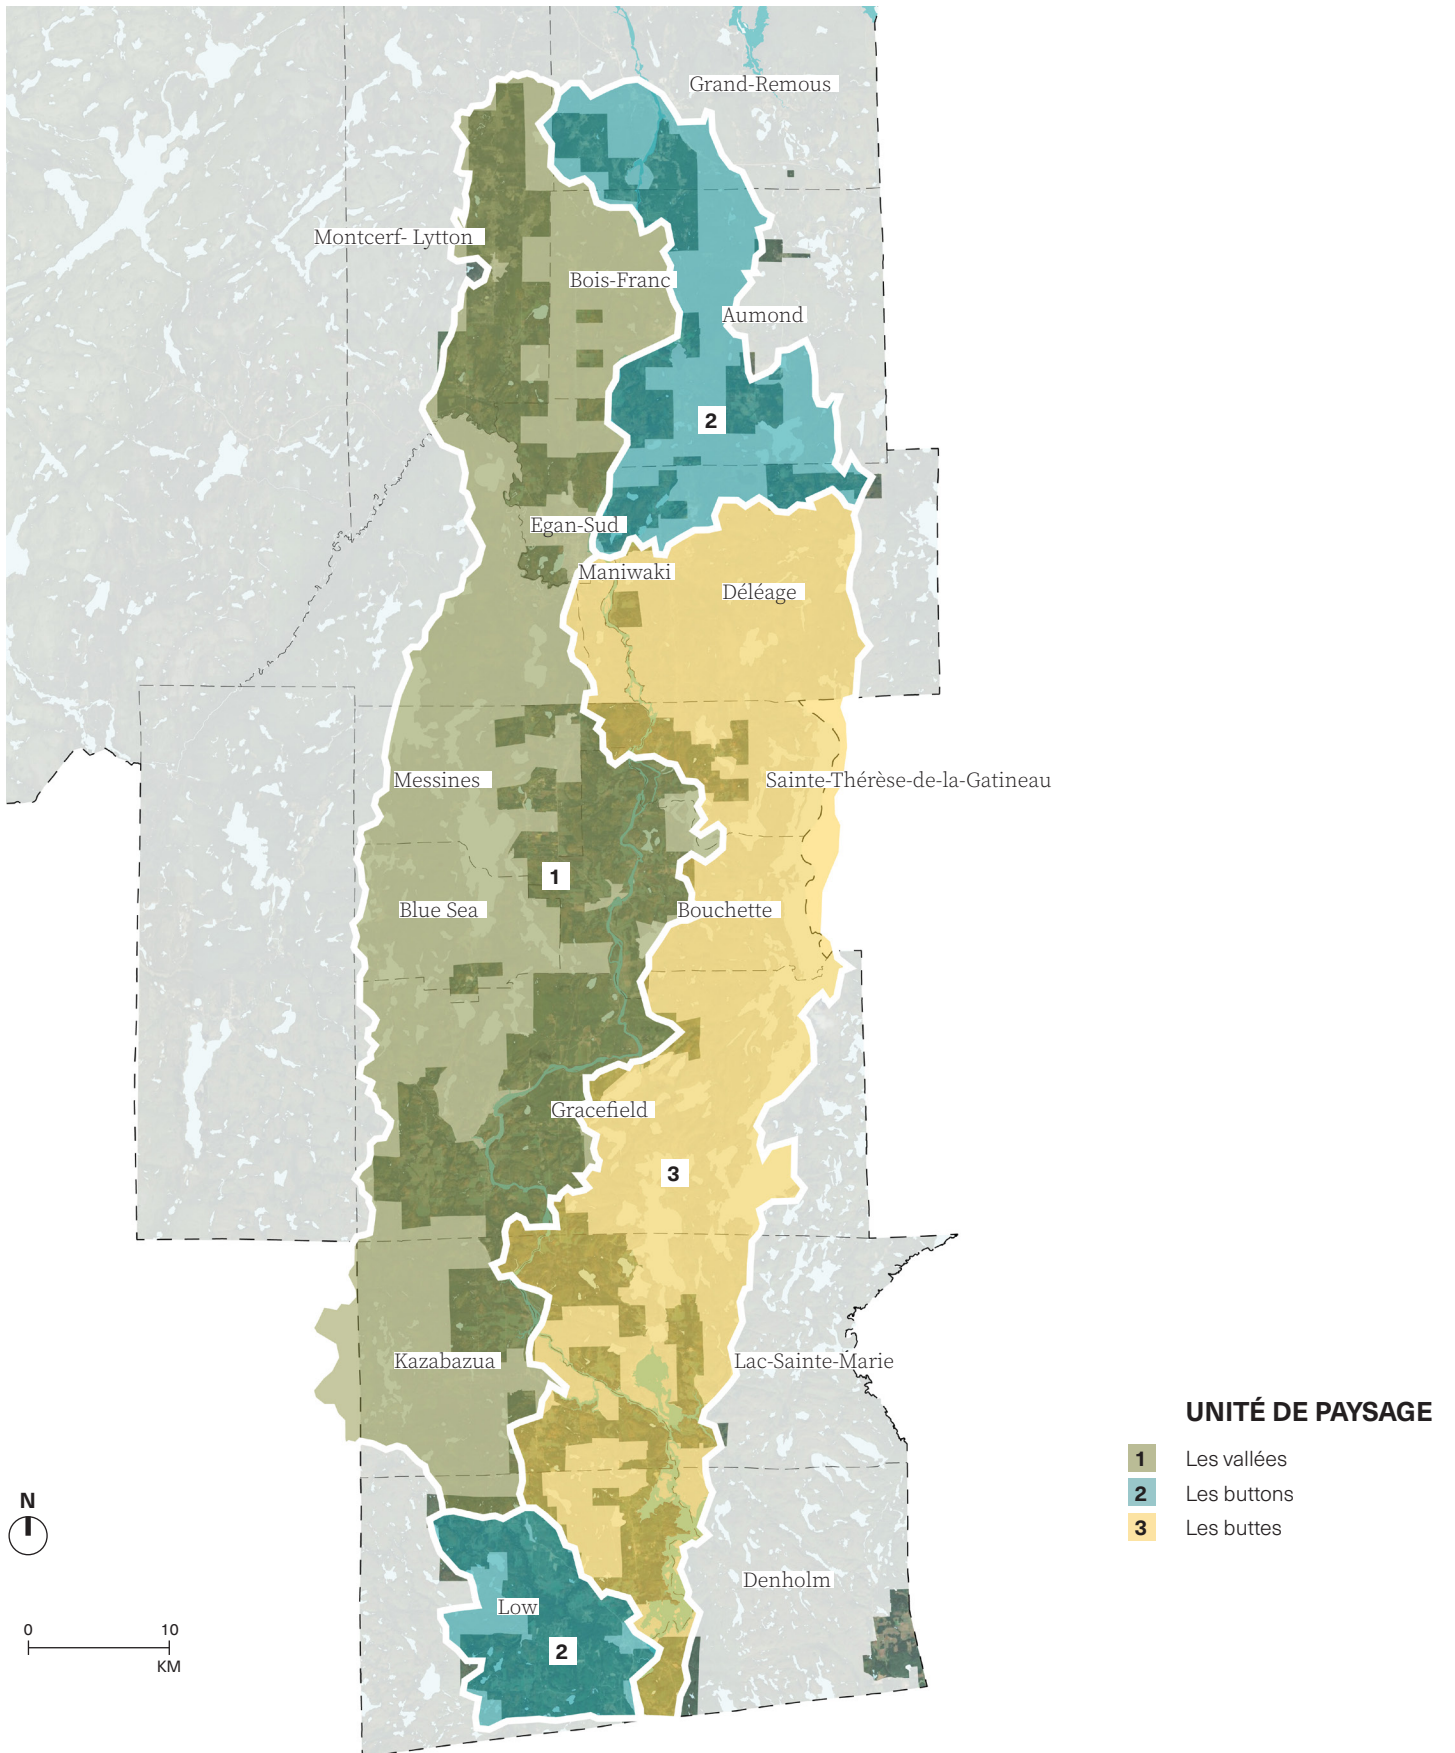 Grand-Remous
Montcerf- Lytton
Bois-Franc
Aumond
2
Egan-Sud
Maniwaki
Déléage
Messines
Sainte-Thérèse-de-la-Gatineau
1
Blue Sea
Bouchette
Gracefield
3
Kazabazua
Lac-Sainte-Marie
Denholm
Low
2
N
0 10
KM
UNITÉ DE PAYSAGE
1 Les vallées
2 Les buttons
3 Les buttes